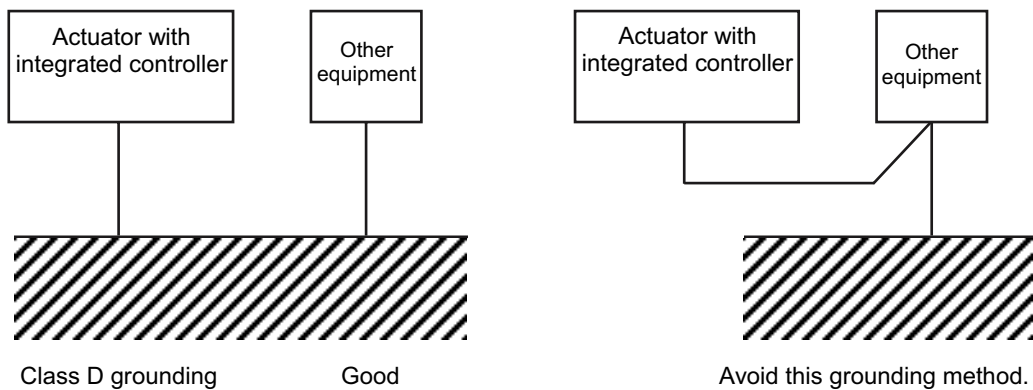 Actuator with
integrated controller
Other
equipment
Actuator with
integrated controller
Other
equipment
Class D grounding
Good
Avoid this grounding method.